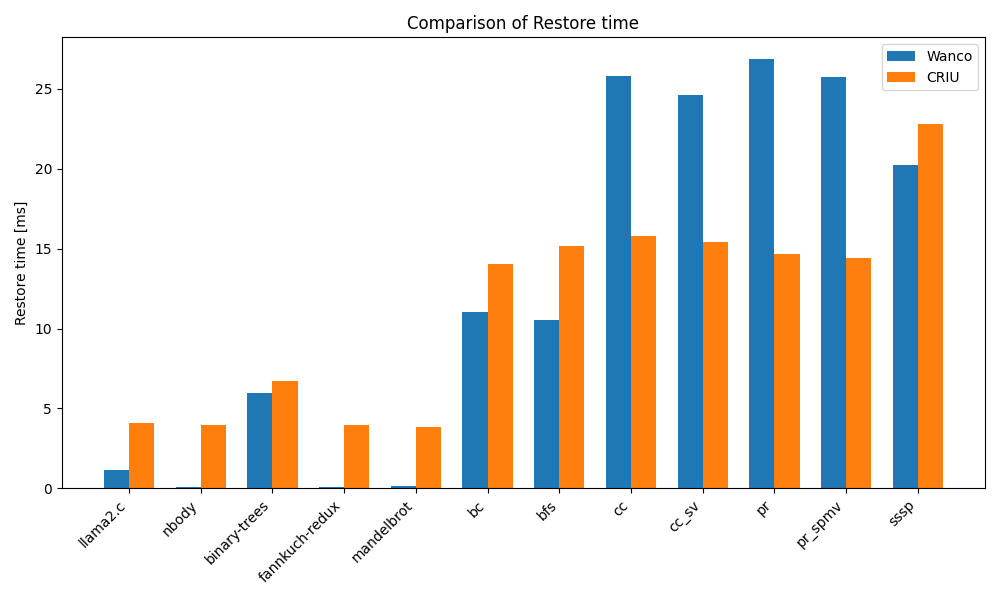 Comparison of Restore time
Wanco
CRIU
Restore time [ms]
25
20
15
10
5
0
llama2.c
nbody
binary-trees
fannkuch-redux
mandelbrot
bc
bfs
cc
cc_sv
pr
pr_spmv
sssp